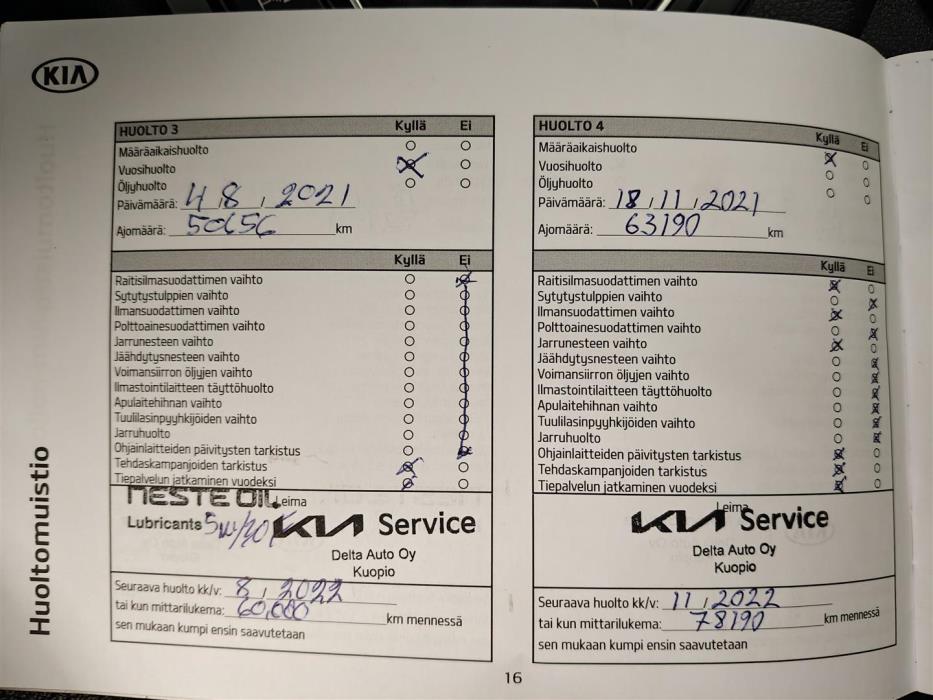 KIA
HUOLTO 3 Kyllä Ei
Määräaikaishuolto
Vuosihuolto
Öljyhuolto
Päivämäärä: 4, 8, 2021
Ajomäärä: 50656 km
Kyllä Ei
Raitisilmasuodattimen vaihto
Sytytystulppien vaihto
Ilmansuodattimen vaihto
Polttoainesuodattimen vaihto
Jarrunesteen vaihto
Jäähdytysnesteen vaihto
Voimansiirron öljyjen vaihto
Ilmastointilaitteen täyttöhuolto
Apulaitehihnan vaihto
Tuulilasinpyyhkijöiden vaihto
Jarruhuolto
Ohjainlaitteiden päivitysten tarkistus
Tehdaskampanjoiden tarkistus
Tiepalvelun jatkaminen vuodeksi
NESTE OIL Leima
Lubricants 5w/30
KIA Service
Delta Auto Oy
Kuopio
Seuraava huolto kk/v: 8, 2022
tai kun mittarilukema: 60,000 km mennessä
sen mukaan kumpi ensin saavutetaan
HUOLTO 4 Kyllä Ei
Määräaikaishuolto
Vuosihuolto
Öljyhuolto
Päivämäärä: 18, 11, 2021
Ajomäärä: 63190 km
Kyllä Ei
Raitisilmasuodattimen vaihto
Sytytystulppien vaihto
Ilmansuodattimen vaihto
Polttoainesuodattimen vaihto
Jarrunesteen vaihto
Jäähdytysnesteen vaihto
Voimansiirron öljyjen vaihto
Ilmastointilaitteen täyttöhuolto
Apulaitehihnan vaihto
Tuulilasinpyyhkijöiden vaihto
Jarruhuolto
Ohjainlaitteiden päivitysten tarkistus
Tehdaskampanjoiden tarkistus
Tiepalvelun jatkaminen vuodeksi
Leima
KIA Service
Delta Auto Oy
Kuopio
Seuraava huolto kk/v: 11, 2022
tai kun mittarilukema: 78190 km mennessä
sen mukaan kumpi ensin saavutetaan
Huoltomuistio
16